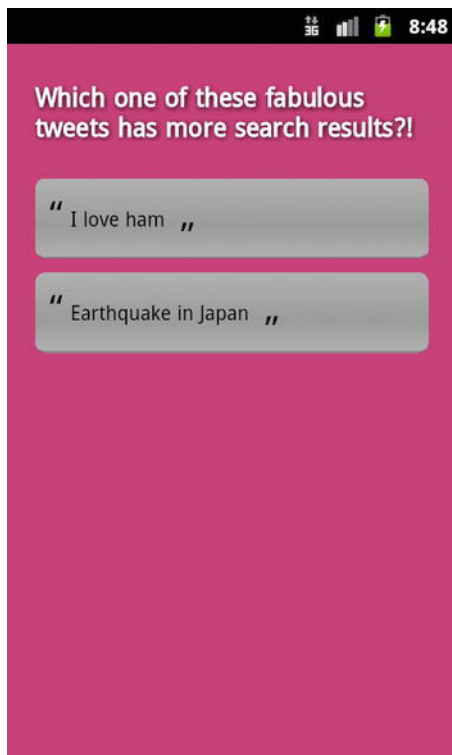 3G 8:48
Which one of these fabulous
tweets has more search results?!
“ I love ham „
“ Earthquake in Japan „